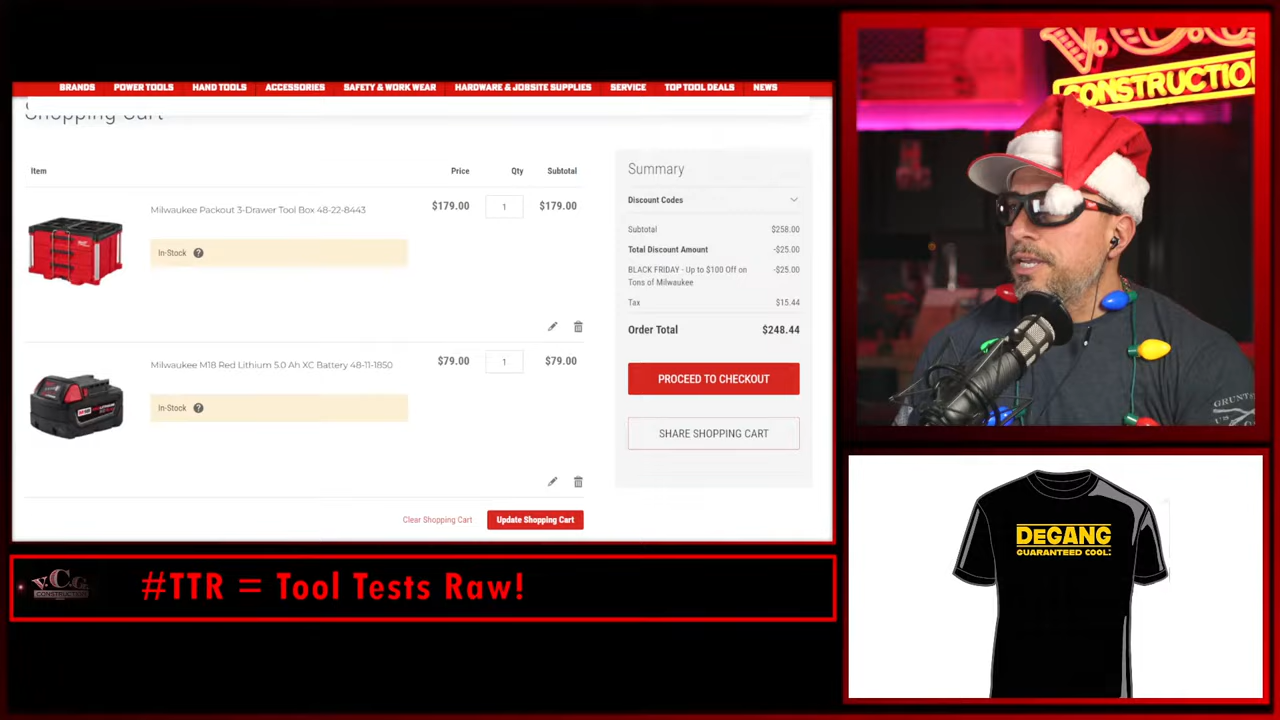 BRANDS POWER TOOLS HAND TOOLS ACCESSORIES SAFETY & WORK WEAR HARDWARE & JOBSITE SUPPLIES SERVICE TOP TOOL DEALS NEWS
Shopping Cart
Item Price Qty Subtotal
Milwaukee Packout 3-Drawer Tool Box 48-22-8443 $179.00 1 $179.00
In-Stock ?
Milwaukee M18 Red Lithium 5.0 Ah XC Battery 48-11-1850 $79.00 1 $79.00
In-Stock ?
Clear Shopping Cart Update Shopping Cart
Summary
Discount Codes
Subtotal $258.00
Total Discount Amount -$25.00
BLACK FRIDAY - Up to $100 Off on -$25.00
Tons of Milwaukee
Tax $15.44
Order Total $248.44
PROCEED TO CHECKOUT
SHARE SHOPPING CART
V.C.G.
CONSTRUCTIO
GRUNT
US
DEGANG
GUARANTEED COOL:
V.C.G.
CONSTRUCTION
#TTR = Tool Tests Raw!